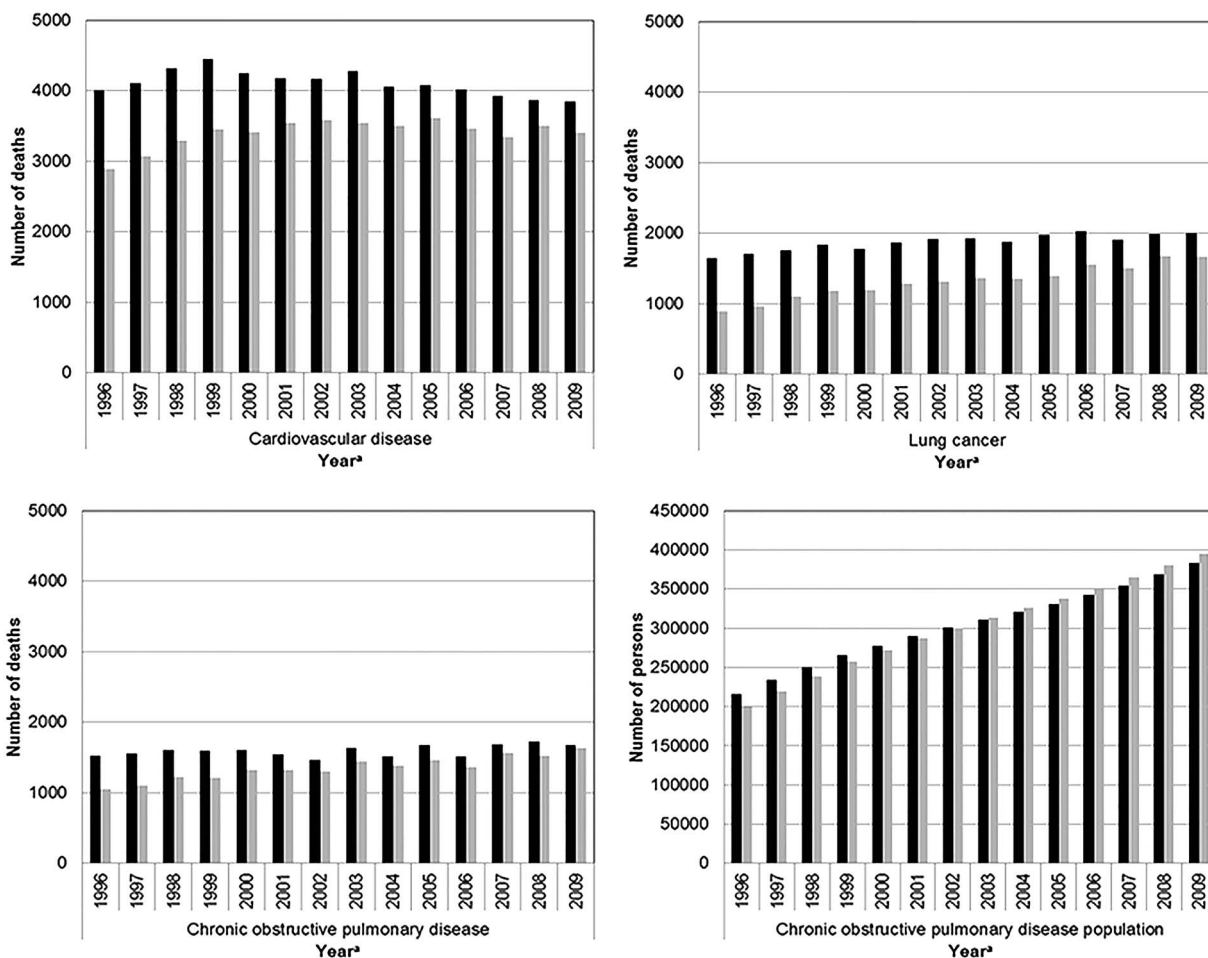 5000
4000
3000
2000
1000
0
Number of deaths
1996 1997 1998 1999 2000 2001 2002 2003 2004 2005 2006 2007 2008 2009
Cardiovascular disease
Yearᵃ
5000
4000
3000
2000
1000
0
Number of deaths
1996 1997 1998 1999 2000 2001 2002 2003 2004 2005 2006 2007 2008 2009
Lung cancer
Yearᵃ
5000
4000
3000
2000
1000
0
Number of deaths
1996 1997 1998 1999 2000 2001 2002 2003 2004 2005 2006 2007 2008 2009
Chronic obstructive pulmonary disease
Yearᵃ
450000
400000
350000
300000
250000
200000
150000
100000
50000
0
Number of persons
1996 1997 1998 1999 2000 2001 2002 2003 2004 2005 2006 2007 2008 2009
Chronic obstructive pulmonary disease population
Yearᵃ